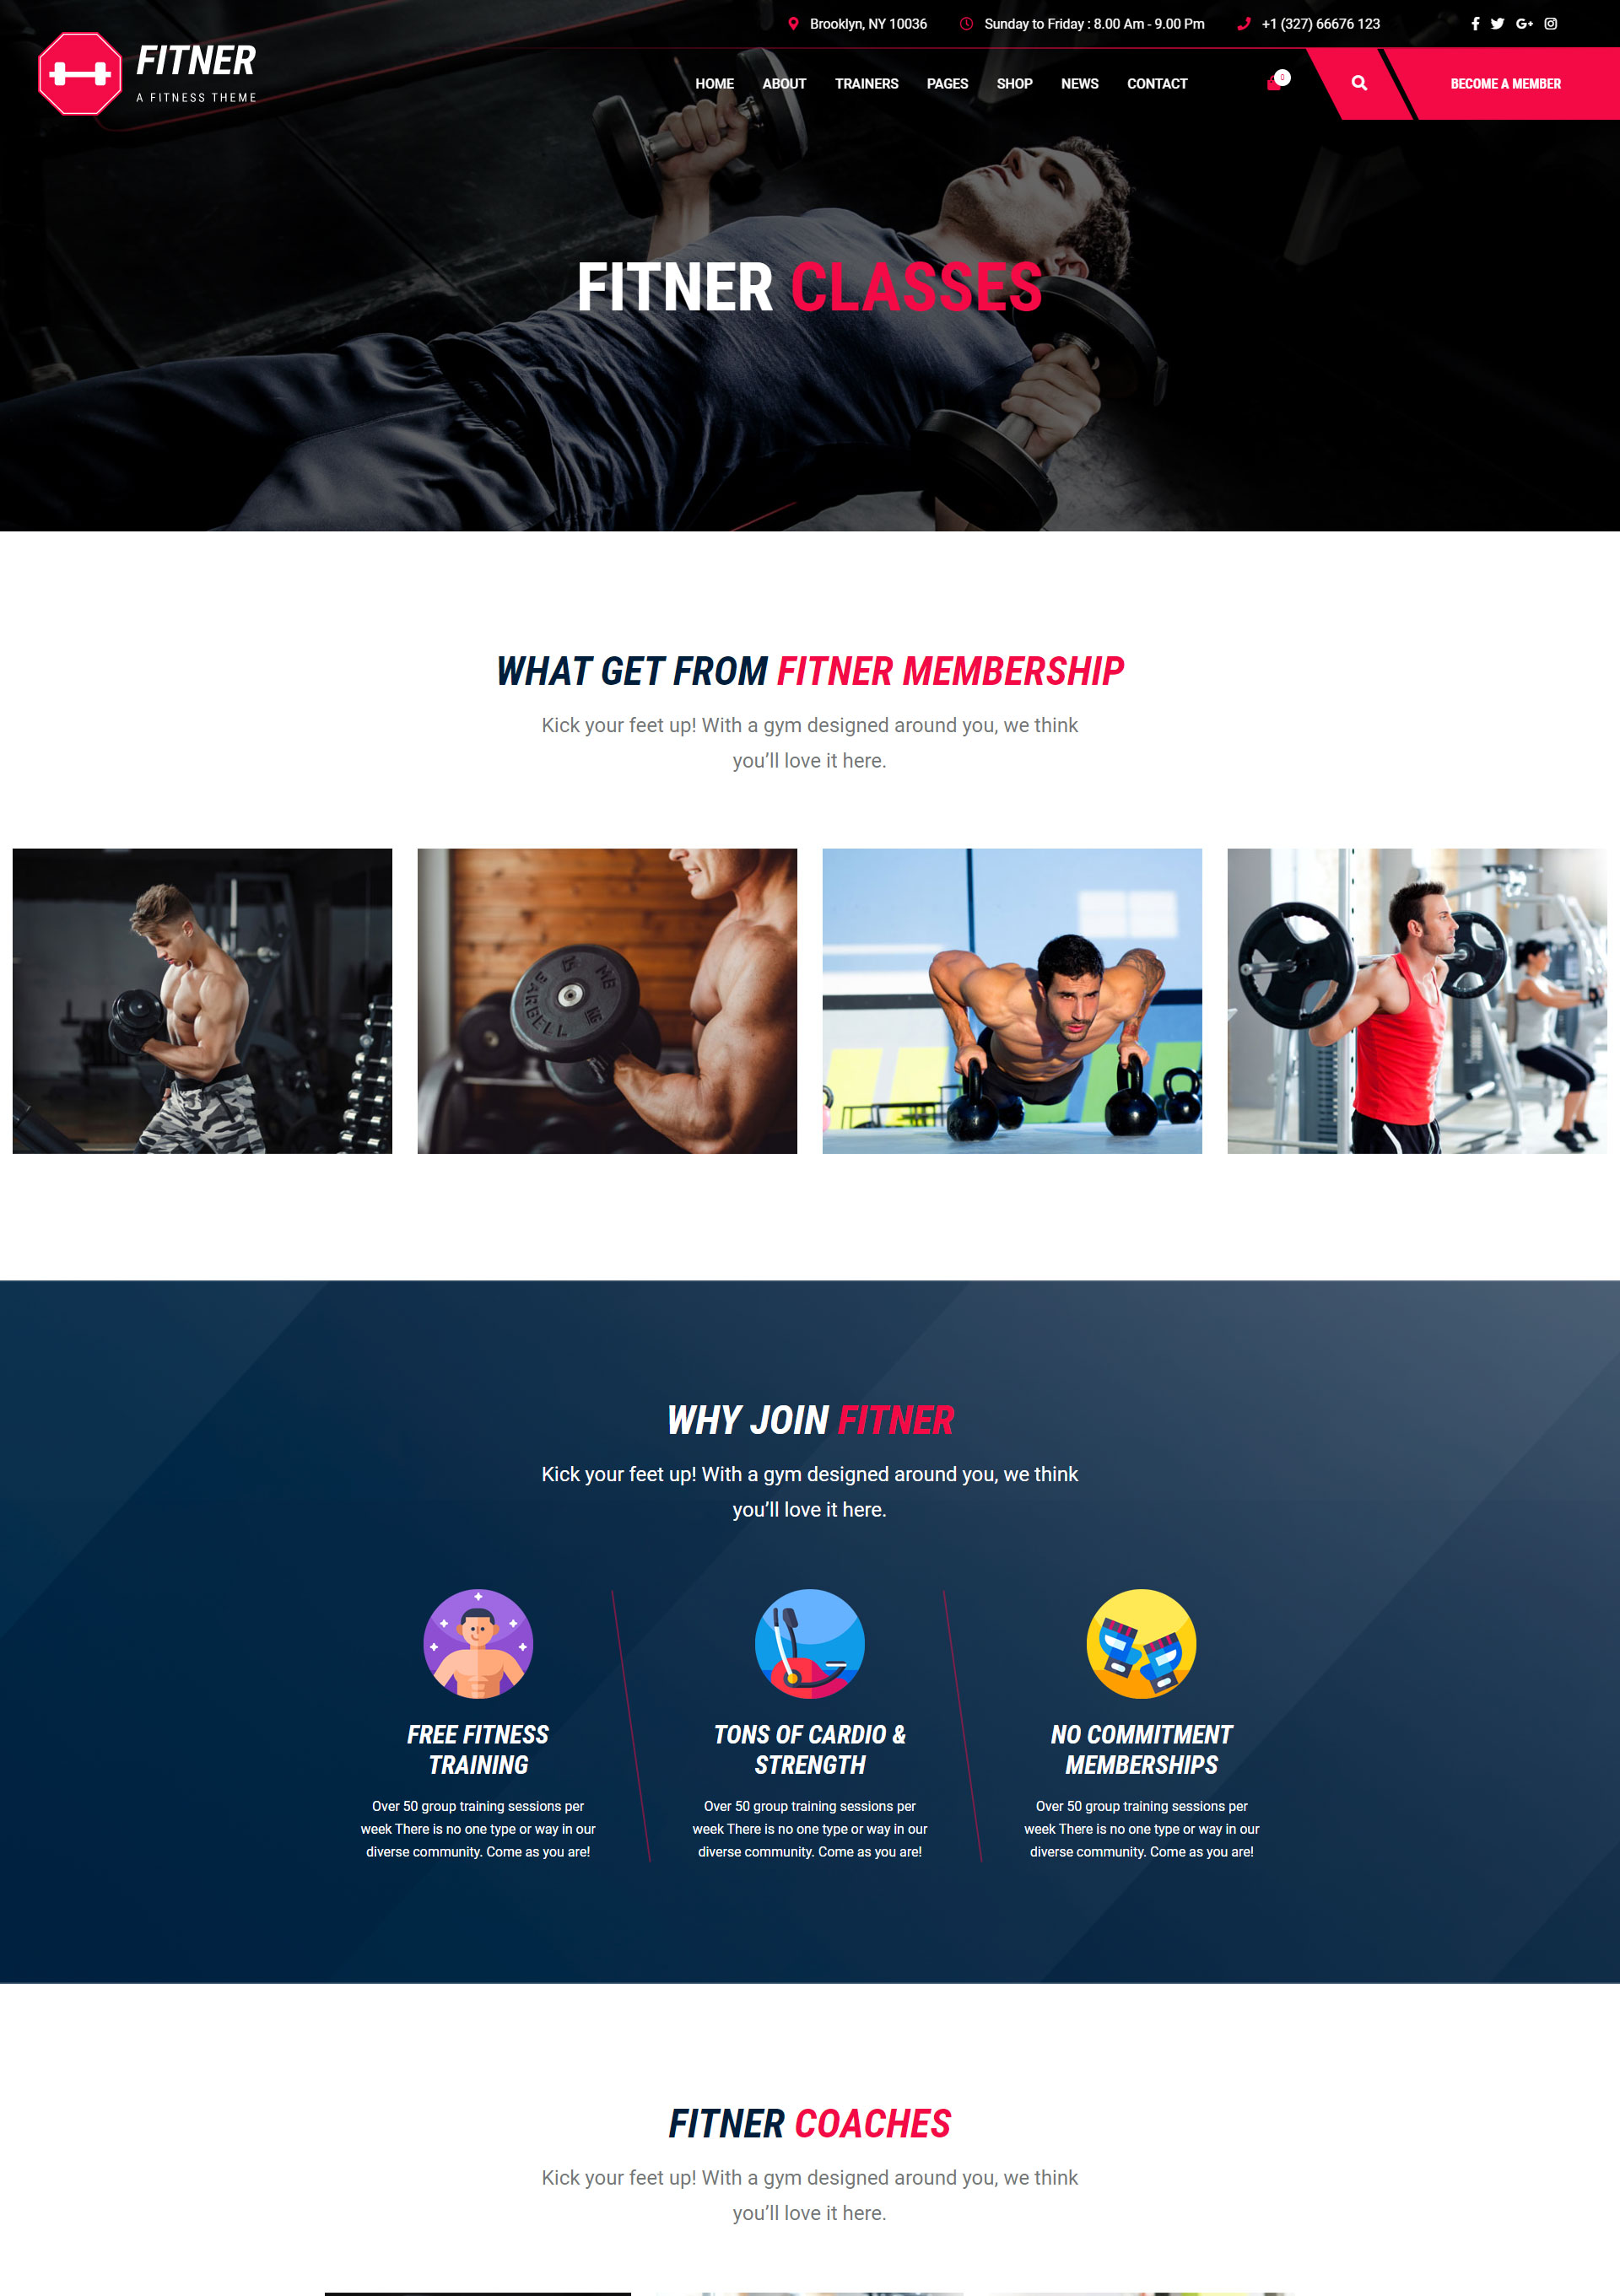 Brooklyn, NY 10036
Sunday to Friday : 8.00 Am - 9.00 Pm
+1 (327) 66676 123
FITNER
A FITNESS THEME
HOME ABOUT TRAINERS PAGES SHOP NEWS CONTACT
0
BECOME A MEMBER
FITNER CLASSES
WHAT GET FROM FITNER MEMBERSHIP
Kick your feet up! With a gym designed around you, we think
you’ll love it here.
BARBELL
15
KG
WHY JOIN FITNER
Kick your feet up! With a gym designed around you, we think
you’ll love it here.
FREE FITNESS
TRAINING
Over 50 group training sessions per
week There is no one type or way in our
diverse community. Come as you are!
TONS OF CARDIO &
STRENGTH
Over 50 group training sessions per
week There is no one type or way in our
diverse community. Come as you are!
NO COMMITMENT
MEMBERSHIPS
Over 50 group training sessions per
week There is no one type or way in our
diverse community. Come as you are!
FITNER COACHES
Kick your feet up! With a gym designed around you, we think
you’ll love it here.